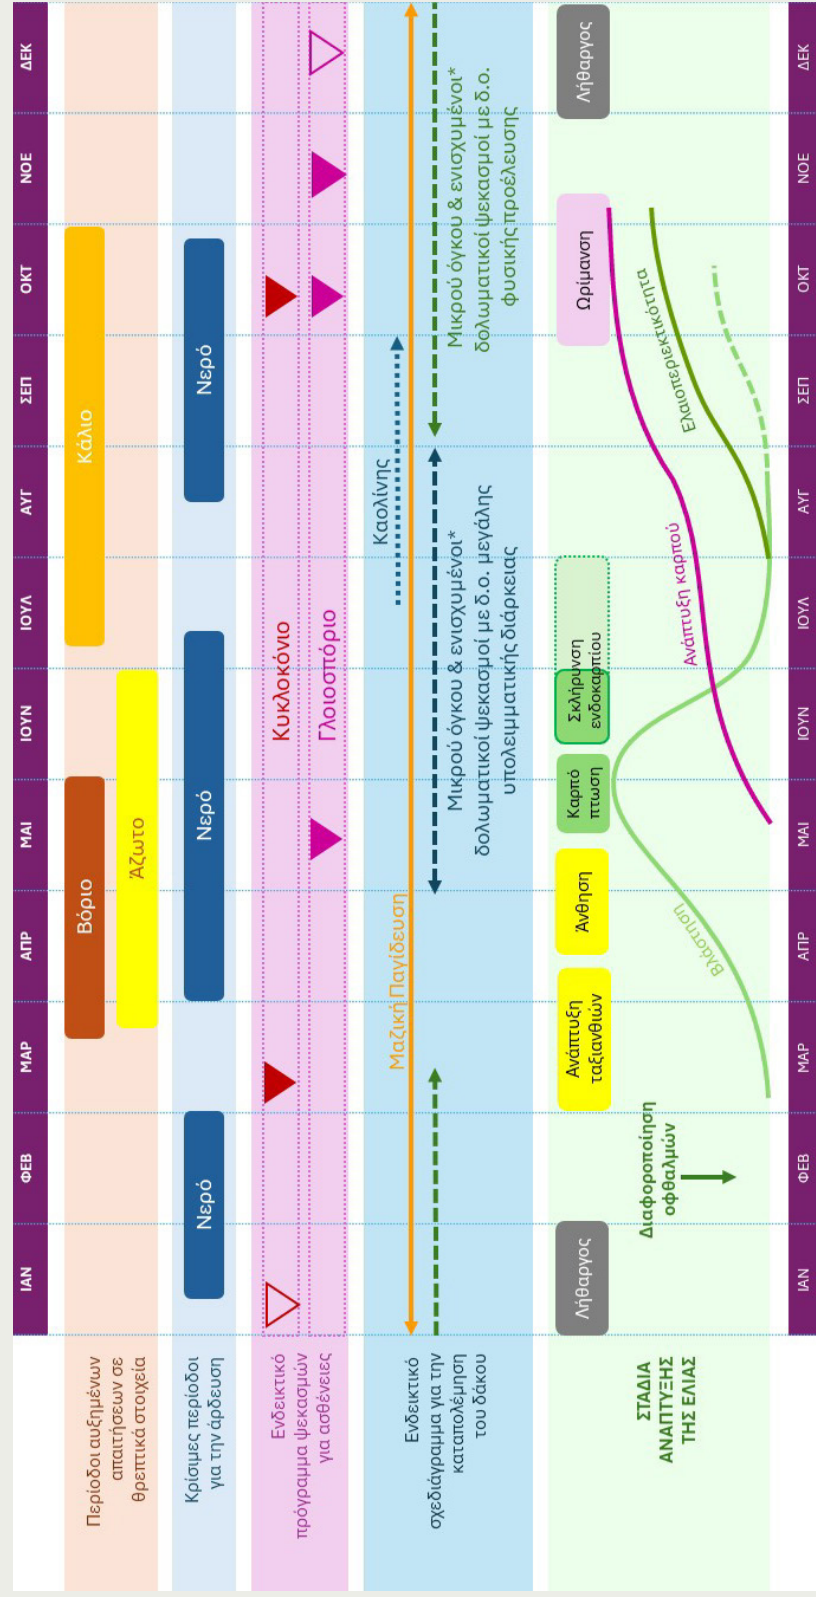 ΙΑΝ
ΦΕΒ
ΜΑΡ
ΑΠΡ
ΜΑΙ
ΙΟΥΝ
ΙΟΥΛ
ΑΥΓ
ΣΕΠ
ΟΚΤ
ΝΟΕ
ΔΕΚ
Περίοδοι αυξημένων
απαιτήσεων σε
θρεπτικά στοιχεία
Βόριο
Κάλιο
Άζωτο
Κρίσιμες περίοδοι
για την άρδευση
Νερό
Νερό
Νερό
Ενδεικτικό
πρόγραμμα ψεκασμών
για ασθένειες
Κυκλοκόνιο
Γλοιοσπόριο
Ενδεικτικό
σχεδιάγραμμα για την
καταπολέμηση
του δάκου
Μαζική Παγίδευση
Καολίνης
Μικρού όγκου & ενισχυμένοι*
δολωματικοί ψεκασμοί με δ.ο. μεγάλης
υπολειμματικής διάρκειας
Μικρού όγκου & ενισχυμένοι*
δολωματικοί ψεκασμοί με δ.ο.
φυσικής προέλευσης
ΣΤΑΔΙΑ
ΑΝΑΠΤΥΞΗΣ
ΤΗΣ ΕΛΙΑΣ
Λήθαργος
Ανάπτυξη
ταξιανθιών
Άνθηση
Καρπό
πτωση
Σκλήρυνση
ενδοκαρπίου
Ωρίμανση
Λήθαργος
Διαφοροποίηση
οφθαλμών
Βλάστηση
Ανάπτυξη καρπού
Ελαιοπεριεκτικότητα
ΙΑΝ
ΦΕΒ
ΜΑΡ
ΑΠΡ
ΜΑΙ
ΙΟΥΝ
ΙΟΥΛ
ΑΥΓ
ΣΕΠ
ΟΚΤ
ΝΟΕ
ΔΕΚ